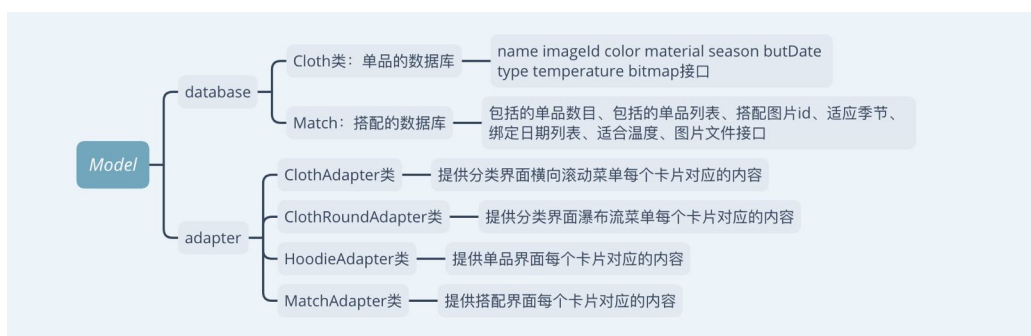 Model
database
Cloth类：单品的数据库
name imageId color material season butDate
type temperature bitmap接口
Match：搭配的数据库
包括的单品数目、包括的单品列表、搭配图片id、适应季节、
绑定日期列表、适合温度、图片文件接口
adapter
ClothAdapter类
提供分类界面横向滚动菜单每个卡片对应的内容
ClothRoundAdapter类
提供分类界面瀑布流菜单每个卡片对应的内容
HoodieAdapter类
提供单品界面每个卡片对应的内容
MatchAdapter类
提供搭配界面每个卡片对应的内容